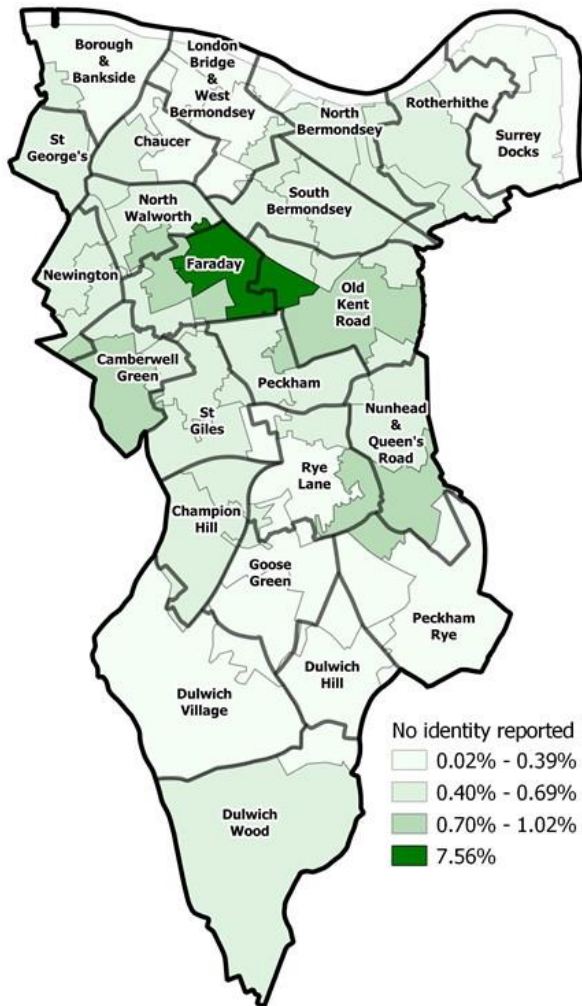 Borough
&
Bankside
London
Bridge
&
West
Bermondsey
North
Bermondsey
Rotherhithe
Surrey
Docks
St
George's
Chaucer
South
Bermondsey
North
Walworth
Newington
Faraday
Old
Kent
Road
Camberwell
Green
Peckham
St
Giles
Nunhead
&
Queen's
Road
Rye
Lane
Champion
Hill
Goose
Green
Peckham
Rye
Dulwich
Village
Dulwich
Hill
Dulwich
Wood
No identity reported
0.02% - 0.39%
0.40% - 0.69%
0.70% - 1.02%
7.56%